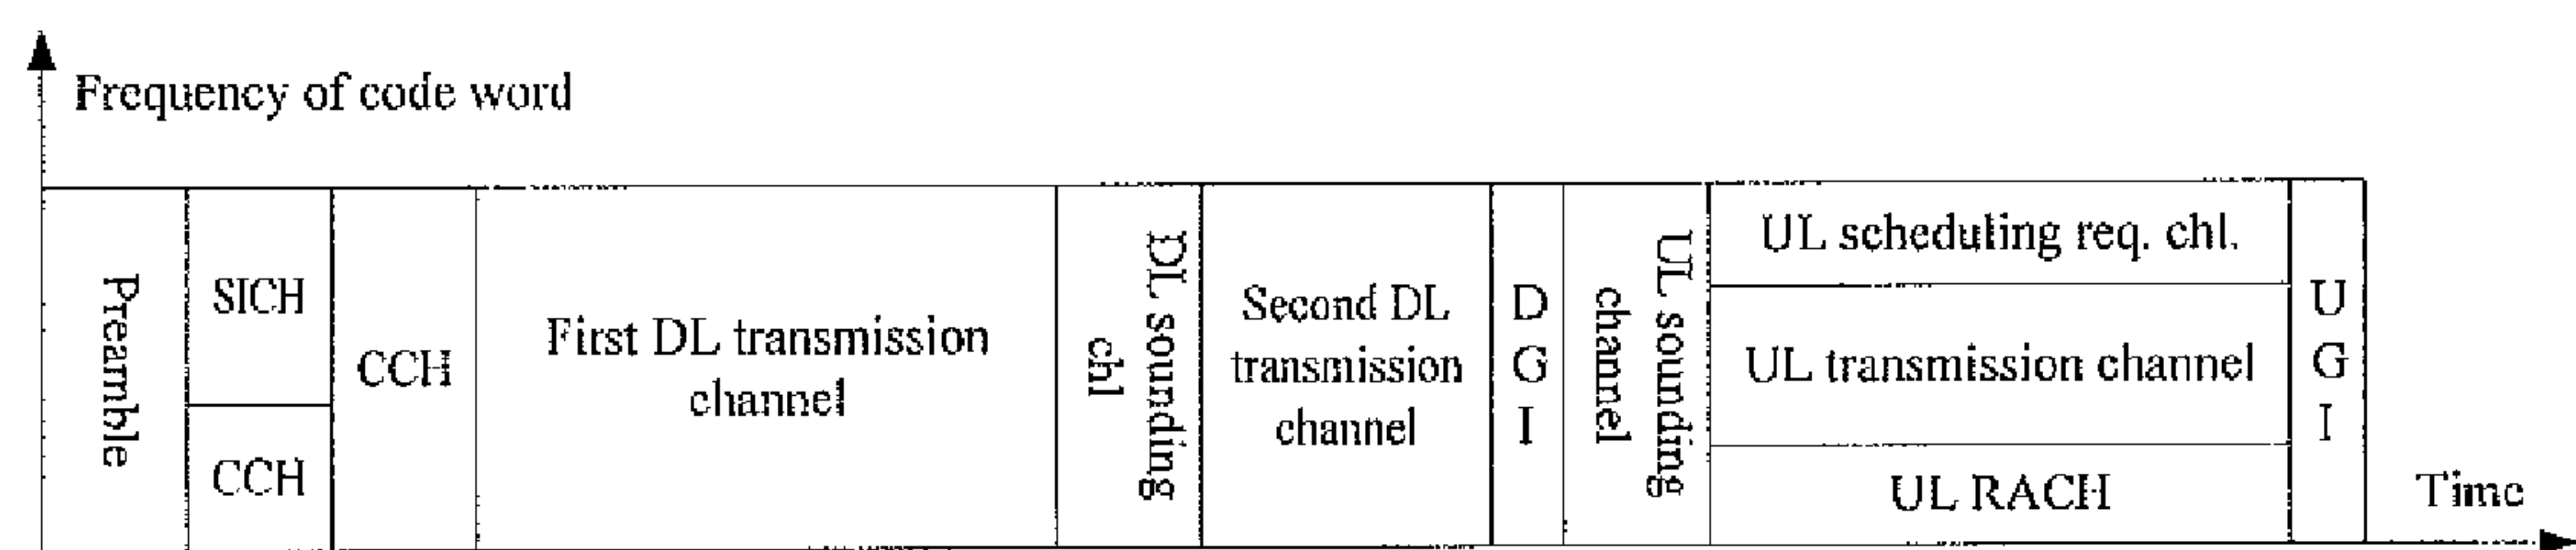 Frequency of code word
Preamble
SICH
CCH
CCH
First DL transmission
channel
DL sounding
chl
Second DL
transmission
channel
D
G
I
UL sounding
channel
UL scheduling req. chl.
UL transmission channel
UL RACH
U
G
I
Time